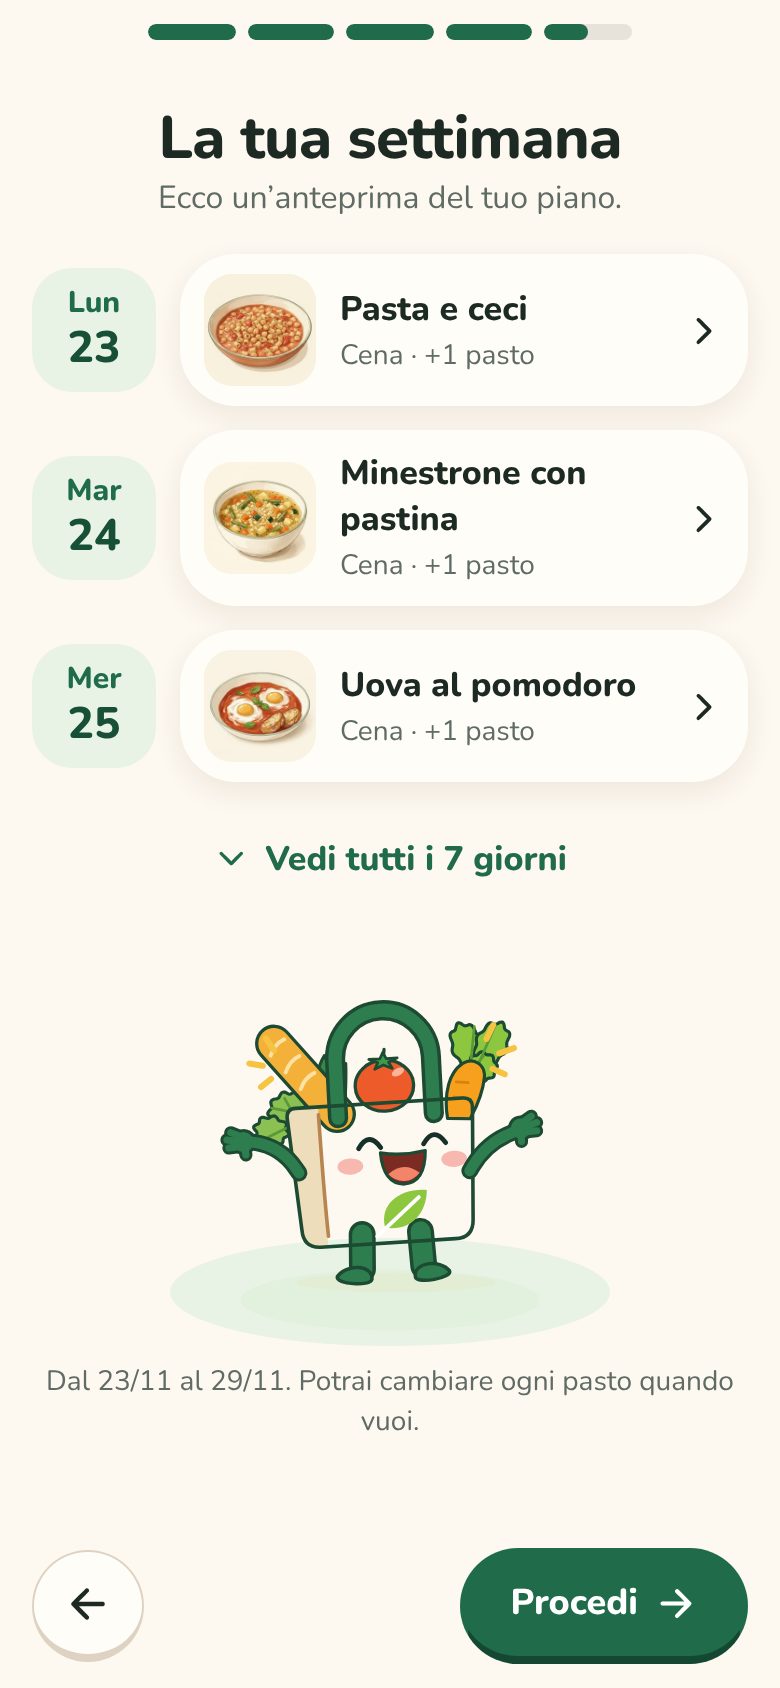 La tua settimana
Ecco un’anteprima del tuo piano.
Lun
23
Pasta e ceci
Cena · +1 pasto
Mar
24
Minestrone con
pastina
Cena · +1 pasto
Mer
25
Uova al pomodoro
Cena · +1 pasto
Vedi tutti i 7 giorni
Dal 23/11 al 29/11. Potrai cambiare ogni pasto quando
vuoi.
Procedi